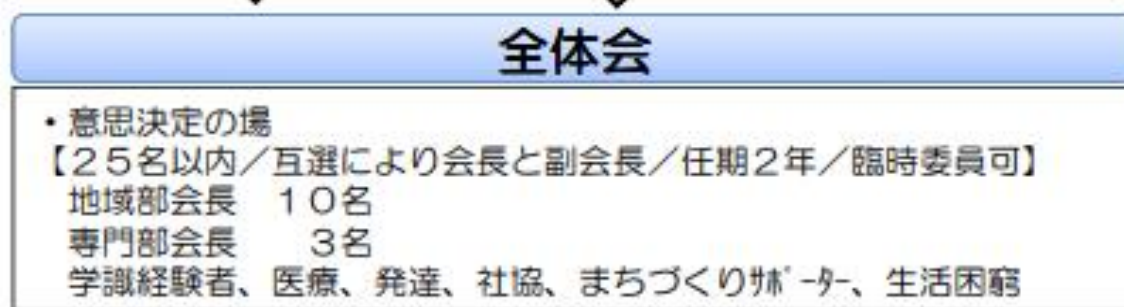 全体会
・意思決定の場
【２５名以内／互選により会長と副会長／任期２年／臨時委員可】
地域部会長　１０名
専門部会長　　３名
学識経験者、医療、発達、社協、まちづくりｻﾎﾟｰﾀｰ、生活困窮